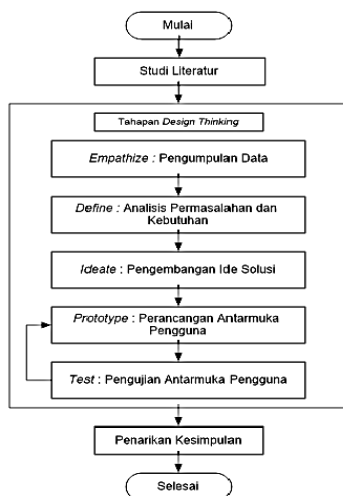 Mulai
Studi Literatur
Tahapan Design Thinking
Empathize : Pengumpulan Data
Define : Analisis Permasalahan dan
Kebutuhan
Ideate : Pengembangan Ide Solusi
Prototype : Perancangan Antarmuka
Pengguna
Test : Pengujian Antarmuka Pengguna
Penarikan Kesimpulan
Selesai